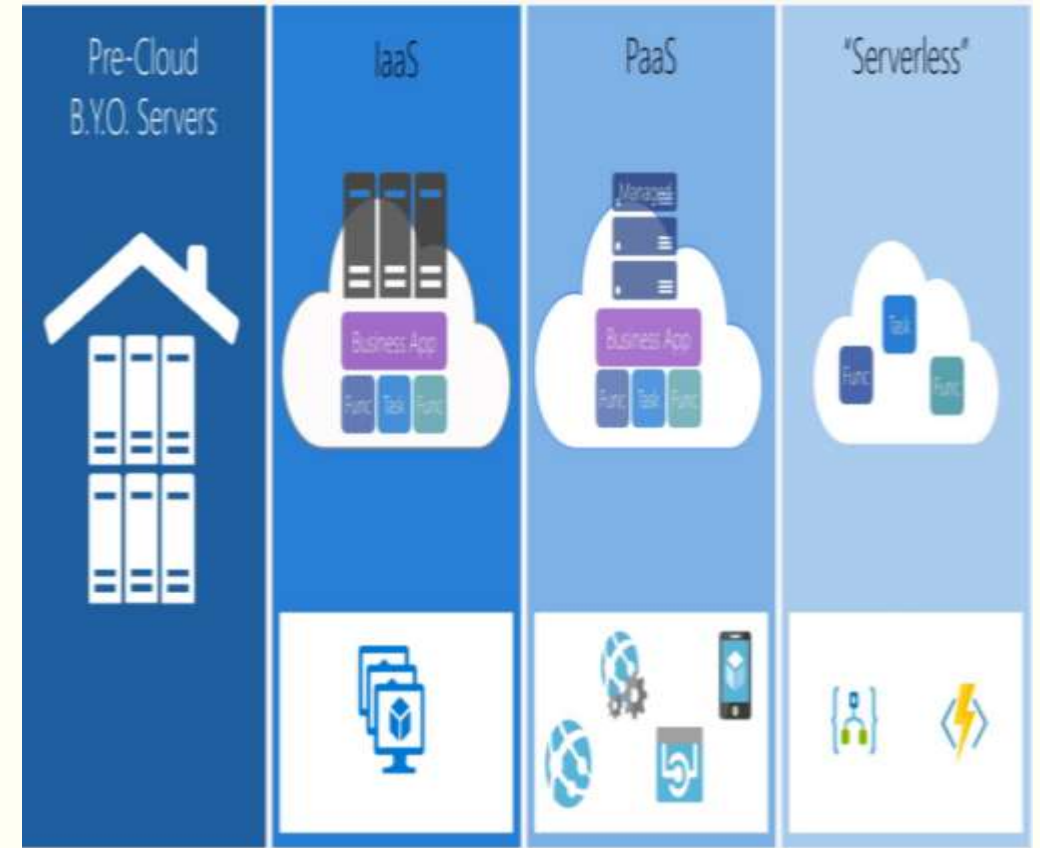 Pre-Cloud
B.Y.O. Servers
IaaS
Business App
Func Task Func
PaaS
Managed
Business App
Func Task Func
"Serverless"
Task
Func
Func